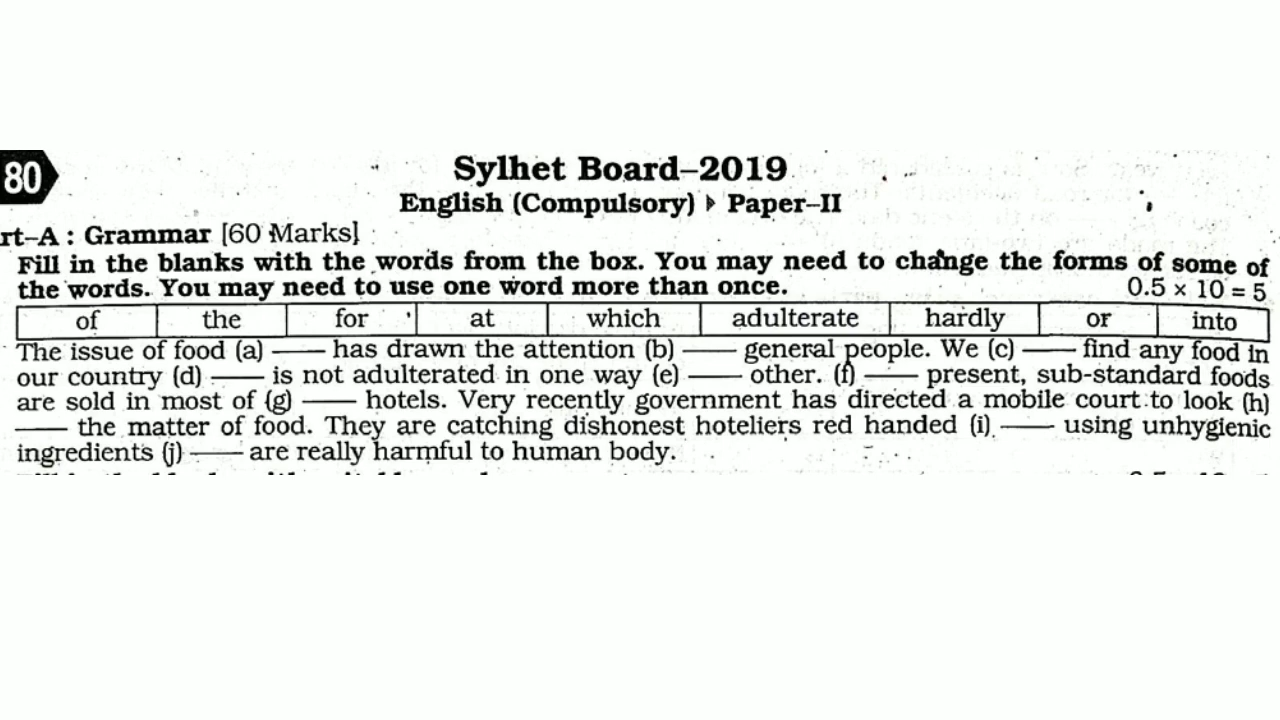 80
Sylhet Board–2019
English (Compulsory) ▸ Paper–II
rt–A : Grammar [60 Marks]
Fill in the blanks with the words from the box. You may need to change the forms of some of
the words. You may need to use one word more than once. 0.5 × 10 = 5
of the for at which adulterate hardly or into
The issue of food (a) —— has drawn the attention (b) —— general people. We (c) —— find any food in
our country (d) —— is not adulterated in one way (e) —— other. (f) —— present, sub-standard foods
are sold in most of (g) —— hotels. Very recently government has directed a mobile court to look (h)
—— the matter of food. They are catching dishonest hoteliers red handed (i) —— using unhygienic
ingredients (j) —— are really harmful to human body.